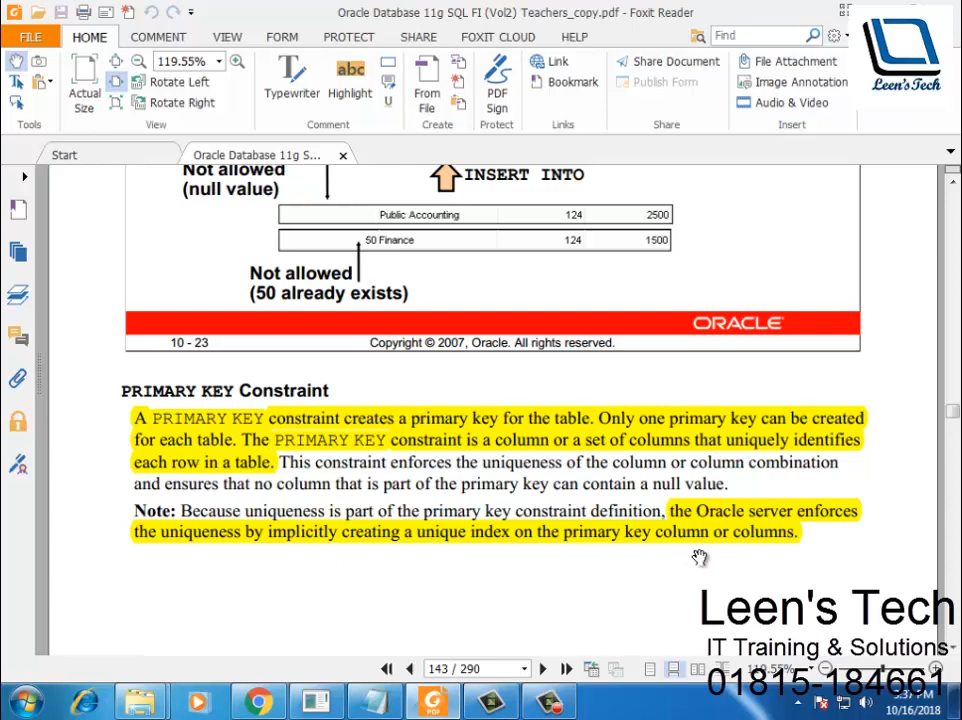 Oracle Database 11g SQL FI (Vol2) Teachers_copy.pdf - Foxit Reader
FILE HOME COMMENT VIEW FORM PROTECT SHARE FOXIT CLOUD HELP Find
119.55%
Actual Size
Rotate Left
Rotate Right
Typewriter
Highlight
From File
PDF Sign
Link
Bookmark
Share Document
Publish Form
File Attachment
Image Annotation
Audio & Video
Tools View Comment Create Protect Links Share Insert
Leen'sTech
Start
Oracle Database 11g S...
Not allowed
(null value)
INSERT INTO
Public Accounting 124 2500
50 Finance 124 1500
Not allowed
(50 already exists)
ORACLE
10 - 23 Copyright © 2007, Oracle. All rights reserved.
PRIMARY KEY Constraint
A PRIMARY KEY constraint creates a primary key for the table. Only one primary key can be created
for each table. The PRIMARY KEY constraint is a column or a set of columns that uniquely identifies
each row in a table. This constraint enforces the uniqueness of the column or column combination
and ensures that no column that is part of the primary key can contain a null value.
Note: Because uniqueness is part of the primary key constraint definition, the Oracle server enforces
the uniqueness by implicitly creating a unique index on the primary key column or columns.
Leen's Tech
IT Training & Solutions
01815-184661
143 / 290
119.55%
PDF
10/16/2018